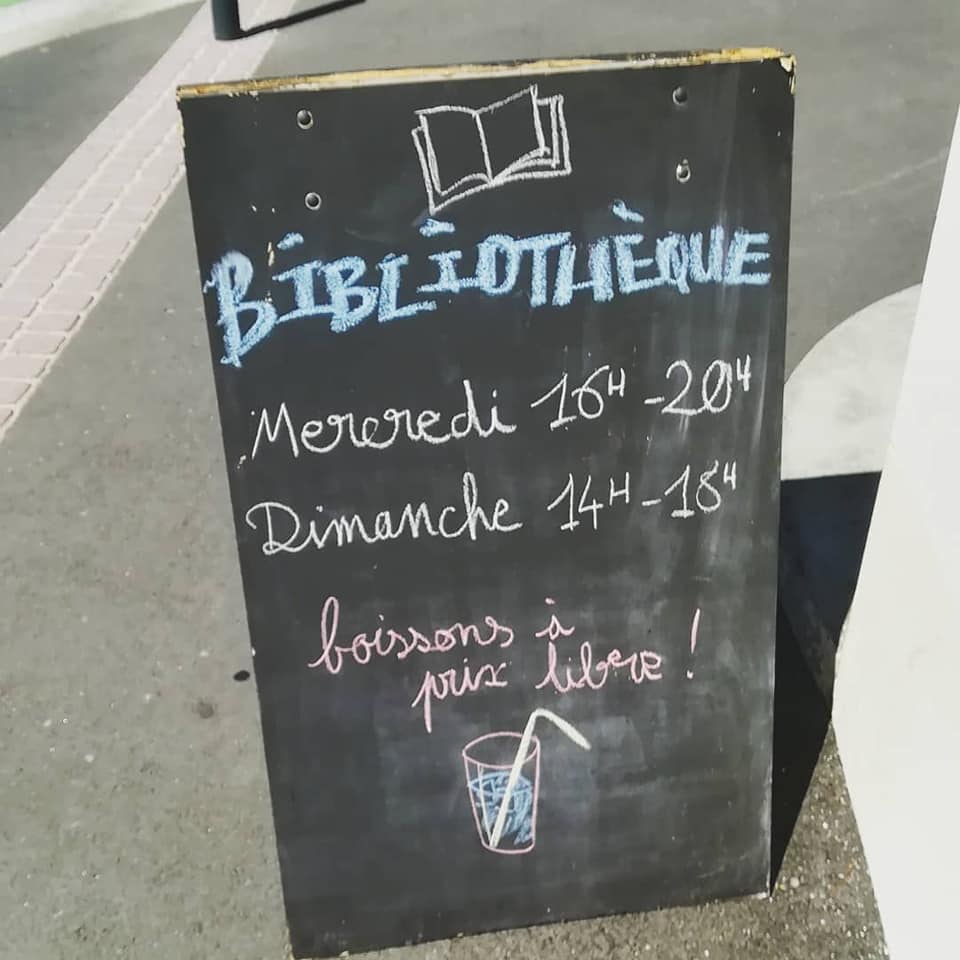 BIBLIOTHÈQUE
Mercredi 16H-20H
Dimanche 14H-18H
boissons à
prix libre !